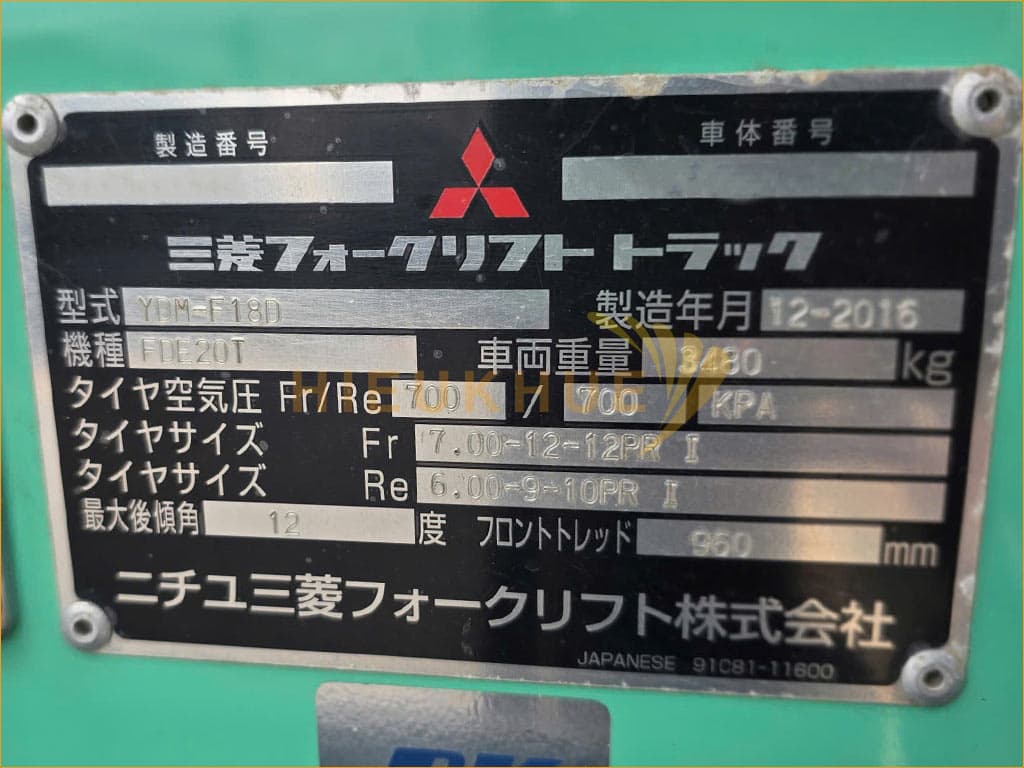 製造番号 車体番号
三菱フォークリフト トラック
型式 YDM-F18D 製造年月 12-2016
機種 FDE20T 車両重量 3480 kg
タイヤ空気圧 Fr/Re 700 / 700 KPA
HIEUKHUE
タイヤサイズ Fr 7.00-12-12PR I
タイヤサイズ Re 6.00-9-10PR I
最大後傾角 12 度 フロントトレッド 960 mm
ニチユ三菱フォークリフト株式会社
JAPANESE 91C81-11600